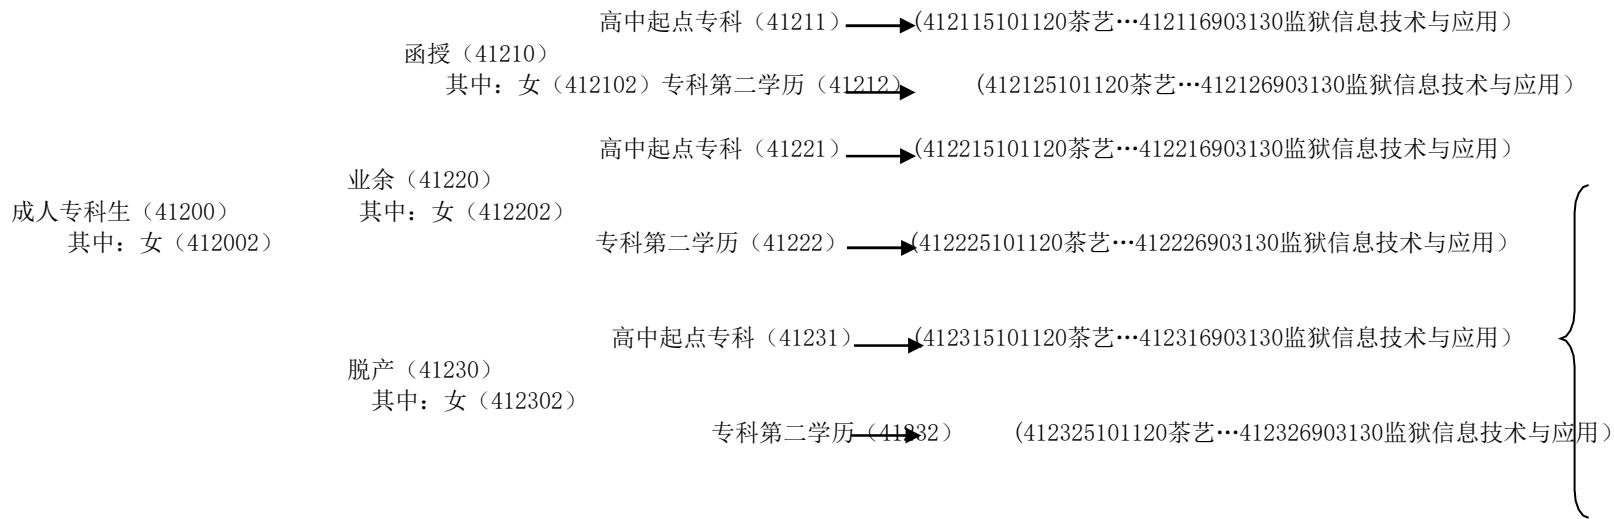 高中起点专科（41211）(412115101120茶艺…412116903130监狱信息技术与应用）
函授（41210）
其中：女（412102）专科第二学历（41212）(412125101120茶艺…412126903130监狱信息技术与应用）
高中起点专科（41221）(412215101120茶艺…412216903130监狱信息技术与应用）
业余（41220）
成人专科生（41200） 其中：女（412202）
其中：女（412002） 专科第二学历（41222）(412225101120茶艺…412226903130监狱信息技术与应用）
高中起点专科（41231）(412315101120茶艺…412316903130监狱信息技术与应用）
脱产（41230）
其中：女（412302）
专科第二学历（41232） (412325101120茶艺…412326903130监狱信息技术与应用）